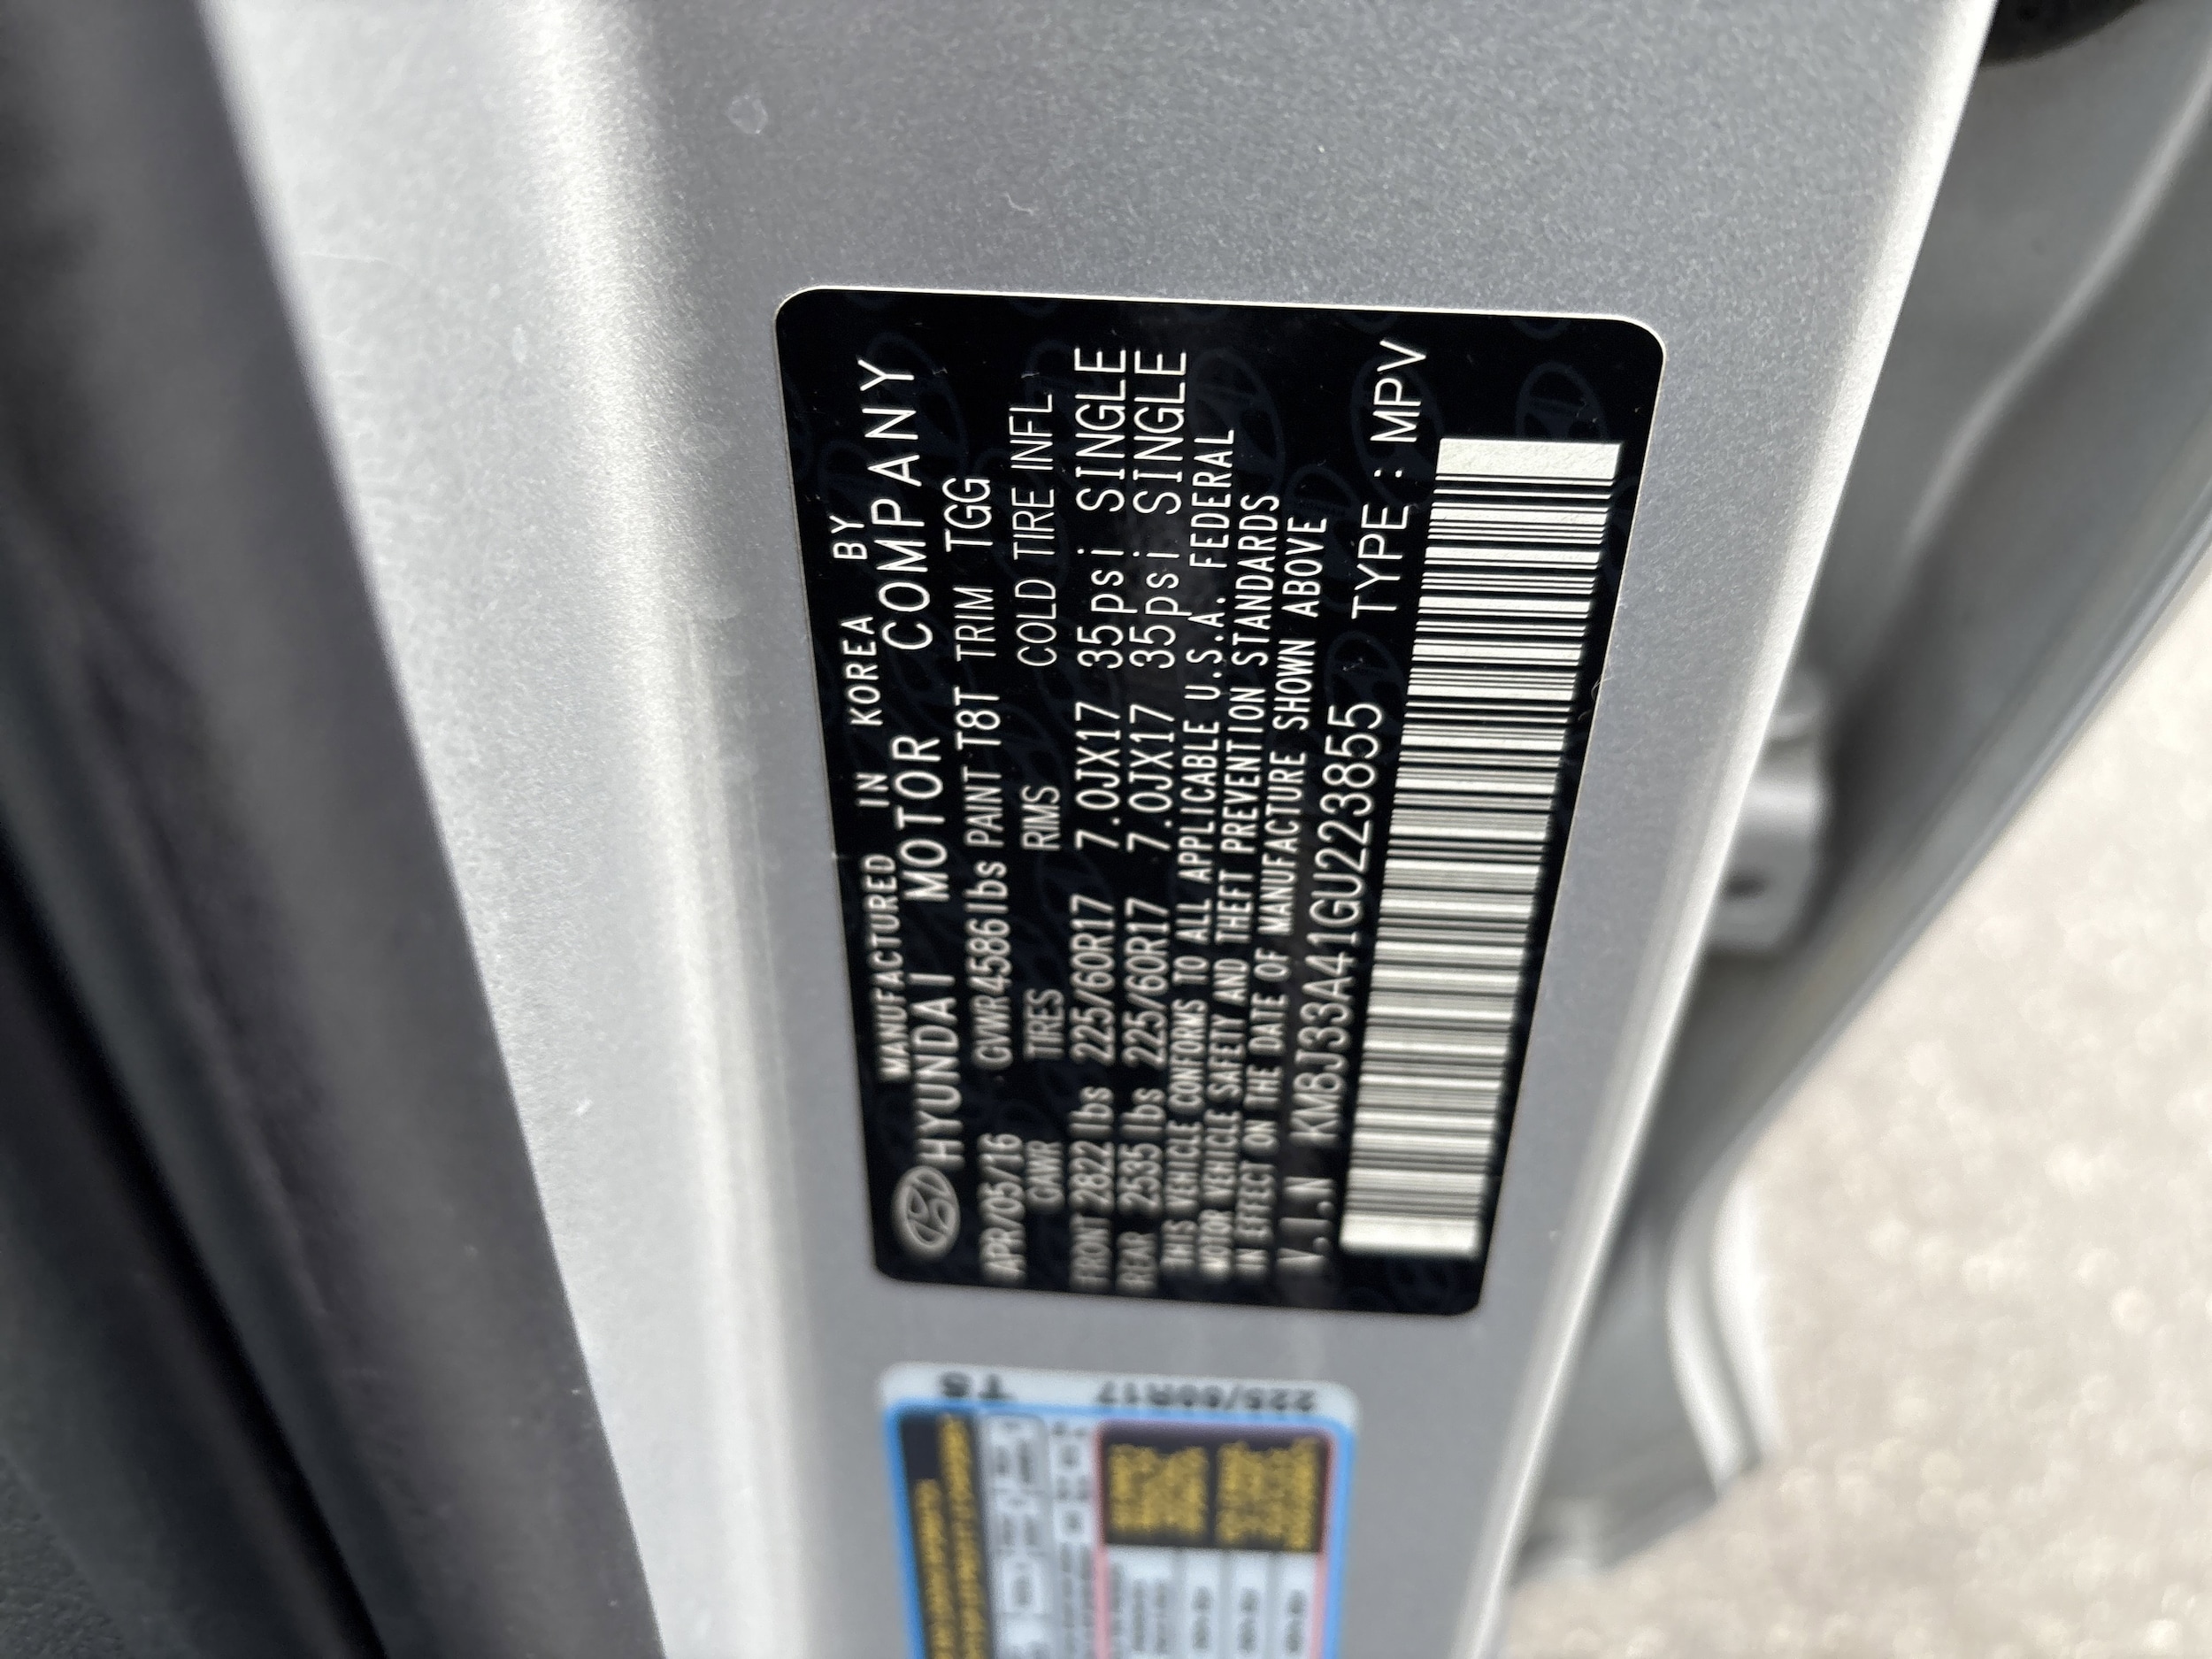 MANUFACTURED IN KOREA BY
HYUNDAI MOTOR COMPANY
APR/05/16 GVWR4586lbs PAINT T8T TRIM TGG
GAWR TIRES RIMS COLD TIRE INFL
FRONT 2822 lbs 225/60R17 7.0JX17 35psi SINGLE
REAR 2535 lbs 225/60R17 7.0JX17 35psi SINGLE
THIS VEHICLE CONFORMS TO ALL APPLICABLE U.S.A. FEDERAL
MOTOR VEHICLE SAFETY AND THEFT PREVENTION STANDARDS
IN EFFECT ON THE DATE OF MANUFACTURE SHOWN ABOVE
V.I.N KM8J33A41GU223855 TYPE : MPV
225/60R17